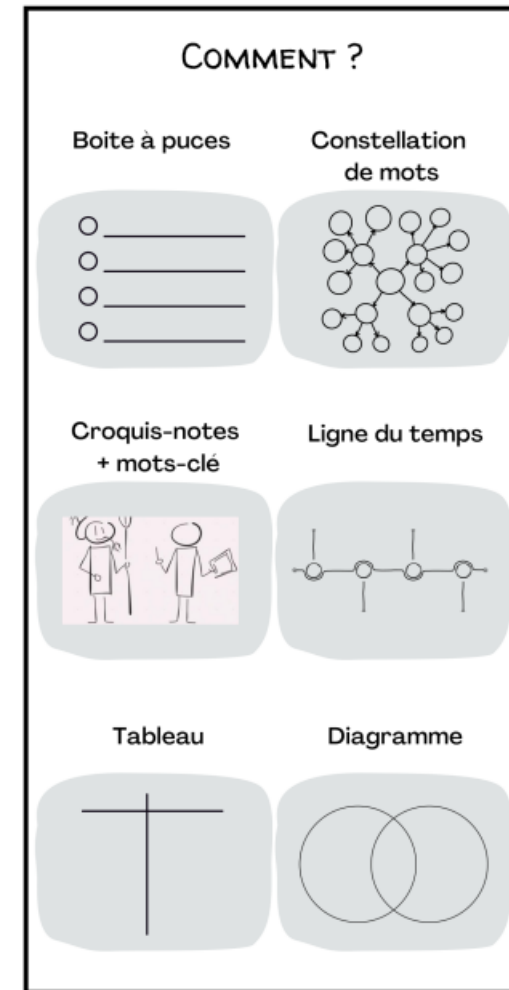 COMMENT ?
Boite à puces
Constellation
de mots
Croquis-notes
+ mots-clé
Ligne du temps
Tableau
Diagramme